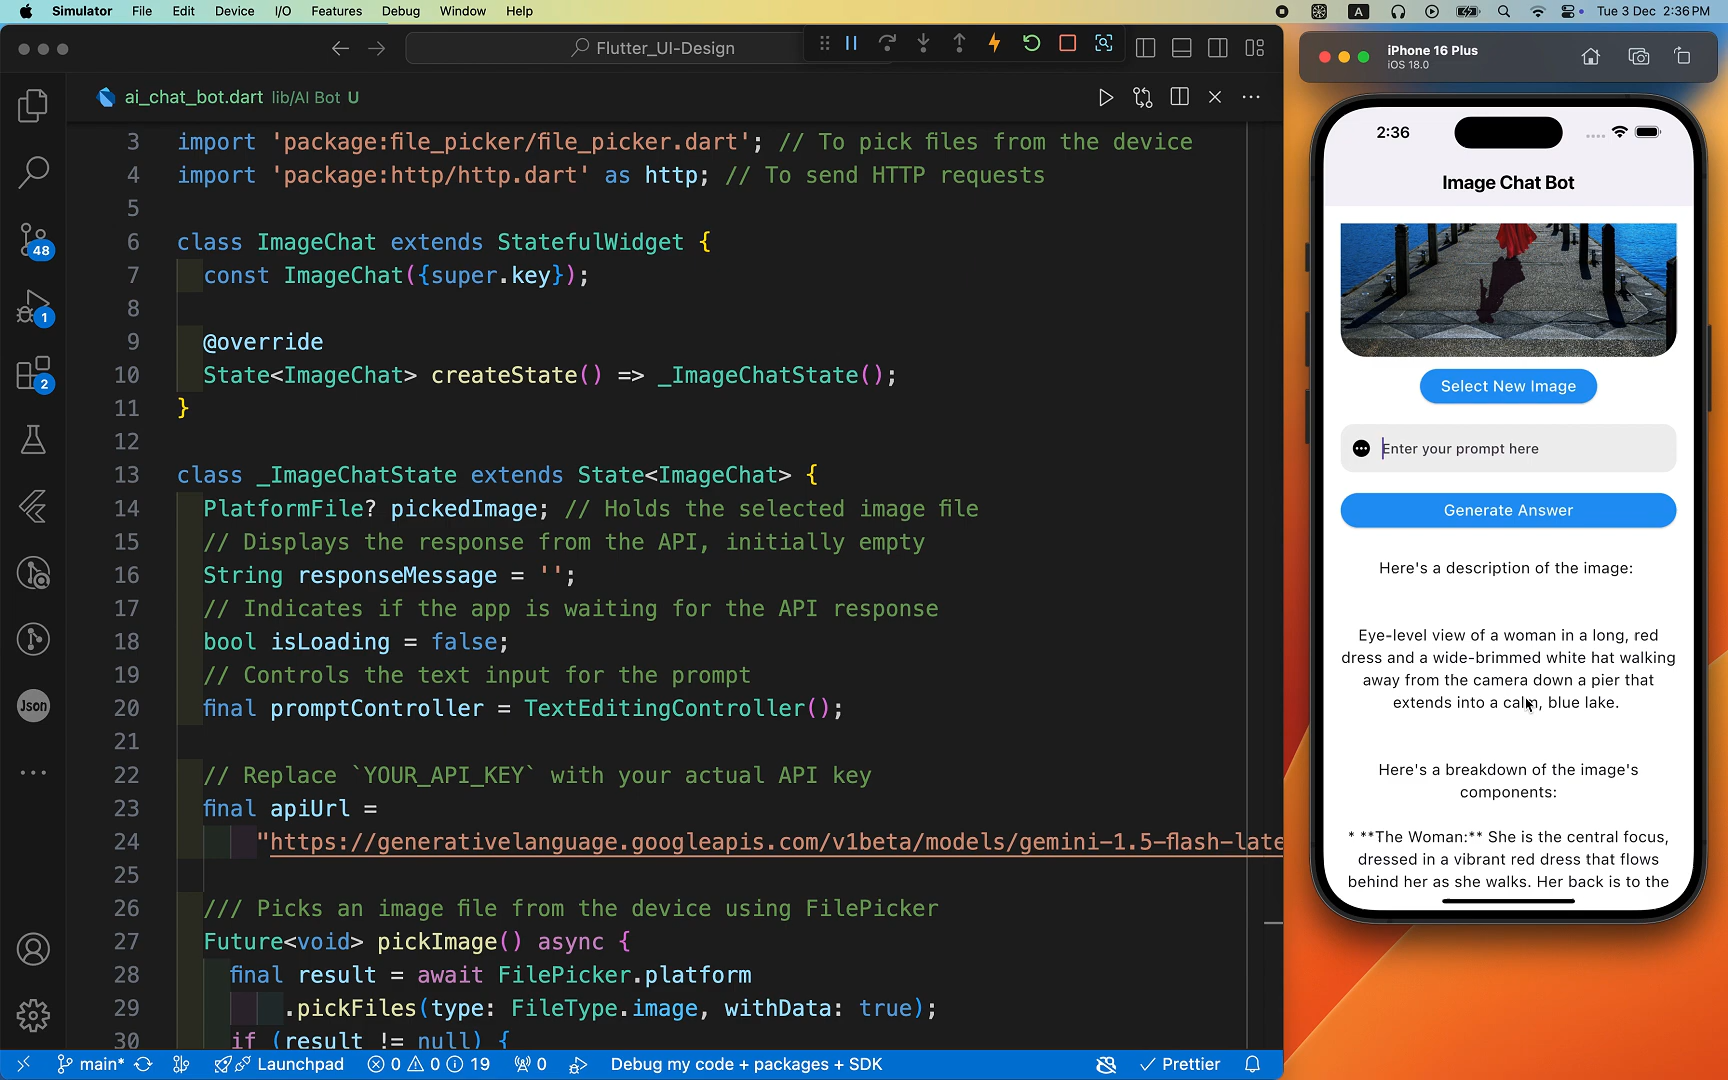 Simulator File Edit Device I/O Features Debug Window Help
A Tue 3 Dec 2:36 PM
Flutter_UI-Design
ai_chat_bot.dart lib/AI Bot U
3 import 'package:file_picker/file_picker.dart'; // To pick files from the device
4 import 'package:http/http.dart' as http; // To send HTTP requests
5
6 class ImageChat extends StatefulWidget {
7 const ImageChat({super.key});
8
9 @override
10 State<ImageChat> createState() => _ImageChatState();
11 }
12
13 class _ImageChatState extends State<ImageChat> {
14 PlatformFile? pickedImage; // Holds the selected image file
15 // Displays the response from the API, initially empty
16 String responseMessage = '';
17 // Indicates if the app is waiting for the API response
18 bool isLoading = false;
19 // Controls the text input for the prompt
20 final promptController = TextEditingController();
21
22 // Replace `YOUR_API_KEY` with your actual API key
23 final apiUrl =
24 "https://generativelanguage.googleapis.com/v1beta/models/gemini-1.5-flash-late
25
26 /// Picks an image file from the device using FilePicker
27 Future<void> pickImage() async {
28 final result = await FilePicker.platform
29 .pickFiles(type: FileType.image, withData: true);
30 if (result != null) {
48
1
2
Json
main* Launchpad 0 0 19 0 Debug my code + packages + SDK Prettier
iPhone 16 Plus
iOS 18.0
2:36
Image Chat Bot
Select New Image
Enter your prompt here
Generate Answer
Here's a description of the image:
Eye-level view of a woman in a long, red
dress and a wide-brimmed white hat walking
away from the camera down a pier that
extends into a calm, blue lake.
Here's a breakdown of the image's
components:
* **The Woman:** She is the central focus,
dressed in a vibrant red dress that flows
behind her as she walks. Her back is to the